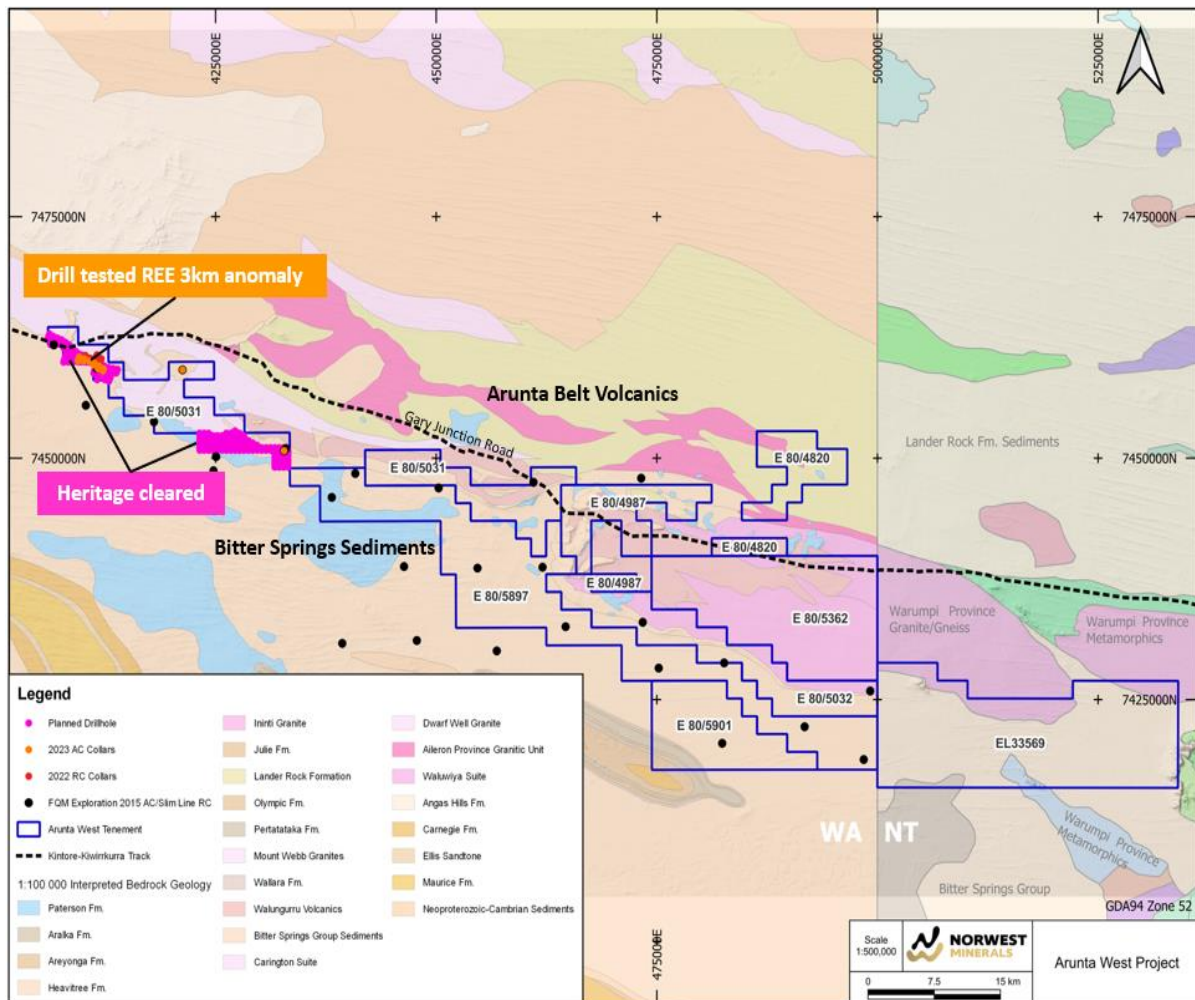 425000E
450000E
475000E
500000E
525000E
7475000N
7475000N
Drill tested REE 3km anomaly
Arunta Belt Volcanics
Gary Junction Road
E 80/5031
E 80/4820
Lander Rock Fm. Sediments
7450000N
7450000N
E 80/5031
Heritage cleared
E 80/4987
Bitter Springs Sediments
E 80/4820
E 80/4987
E 80/5897
E 80/5362
Warumpi Province
Granite/Gneiss
Warumpi Province
Metamorphics
E 80/5032
7425000N
E 80/5901
EL33569
WA NT
Warumpi Province
Metamorphics
Bitter Springs Group
GDA94 Zone 52
475000E
Legend
Planned Drillhole
2023 AC Collars
2022 RC Collars
FQM Exploration 2015 AC/Slim Line RC
Arunta West Tenement
Kintore-Kiwirrkurra Track
1:100 000 Interpreted Bedrock Geology
Paterson Fm.
Aralka Fm.
Areyonga Fm.
Heavitree Fm.
Ininti Granite
Julie Fm.
Lander Rock Formation
Olympic Fm.
Pertatataka Fm.
Mount Webb Granites
Wallara Fm.
Walungurru Volcanics
Bitter Springs Group Sediments
Carington Suite
Dwarf Well Granite
Aileron Province Granitic Unit
Waluwiya Suite
Angas Hills Fm.
Carnegie Fm.
Ellis Sandtone
Maurice Fm.
Neoproterozoic-Cambrian Sediments
Scale
1:500,000
NORWEST
MINERALS
0 7.5 15 km
Arunta West Project